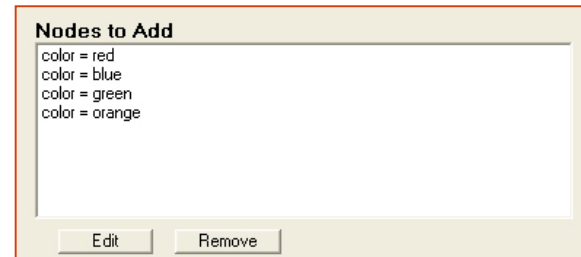 Nodes to Add
color = red
color = blue
color = green
color = orange
Edit Remove